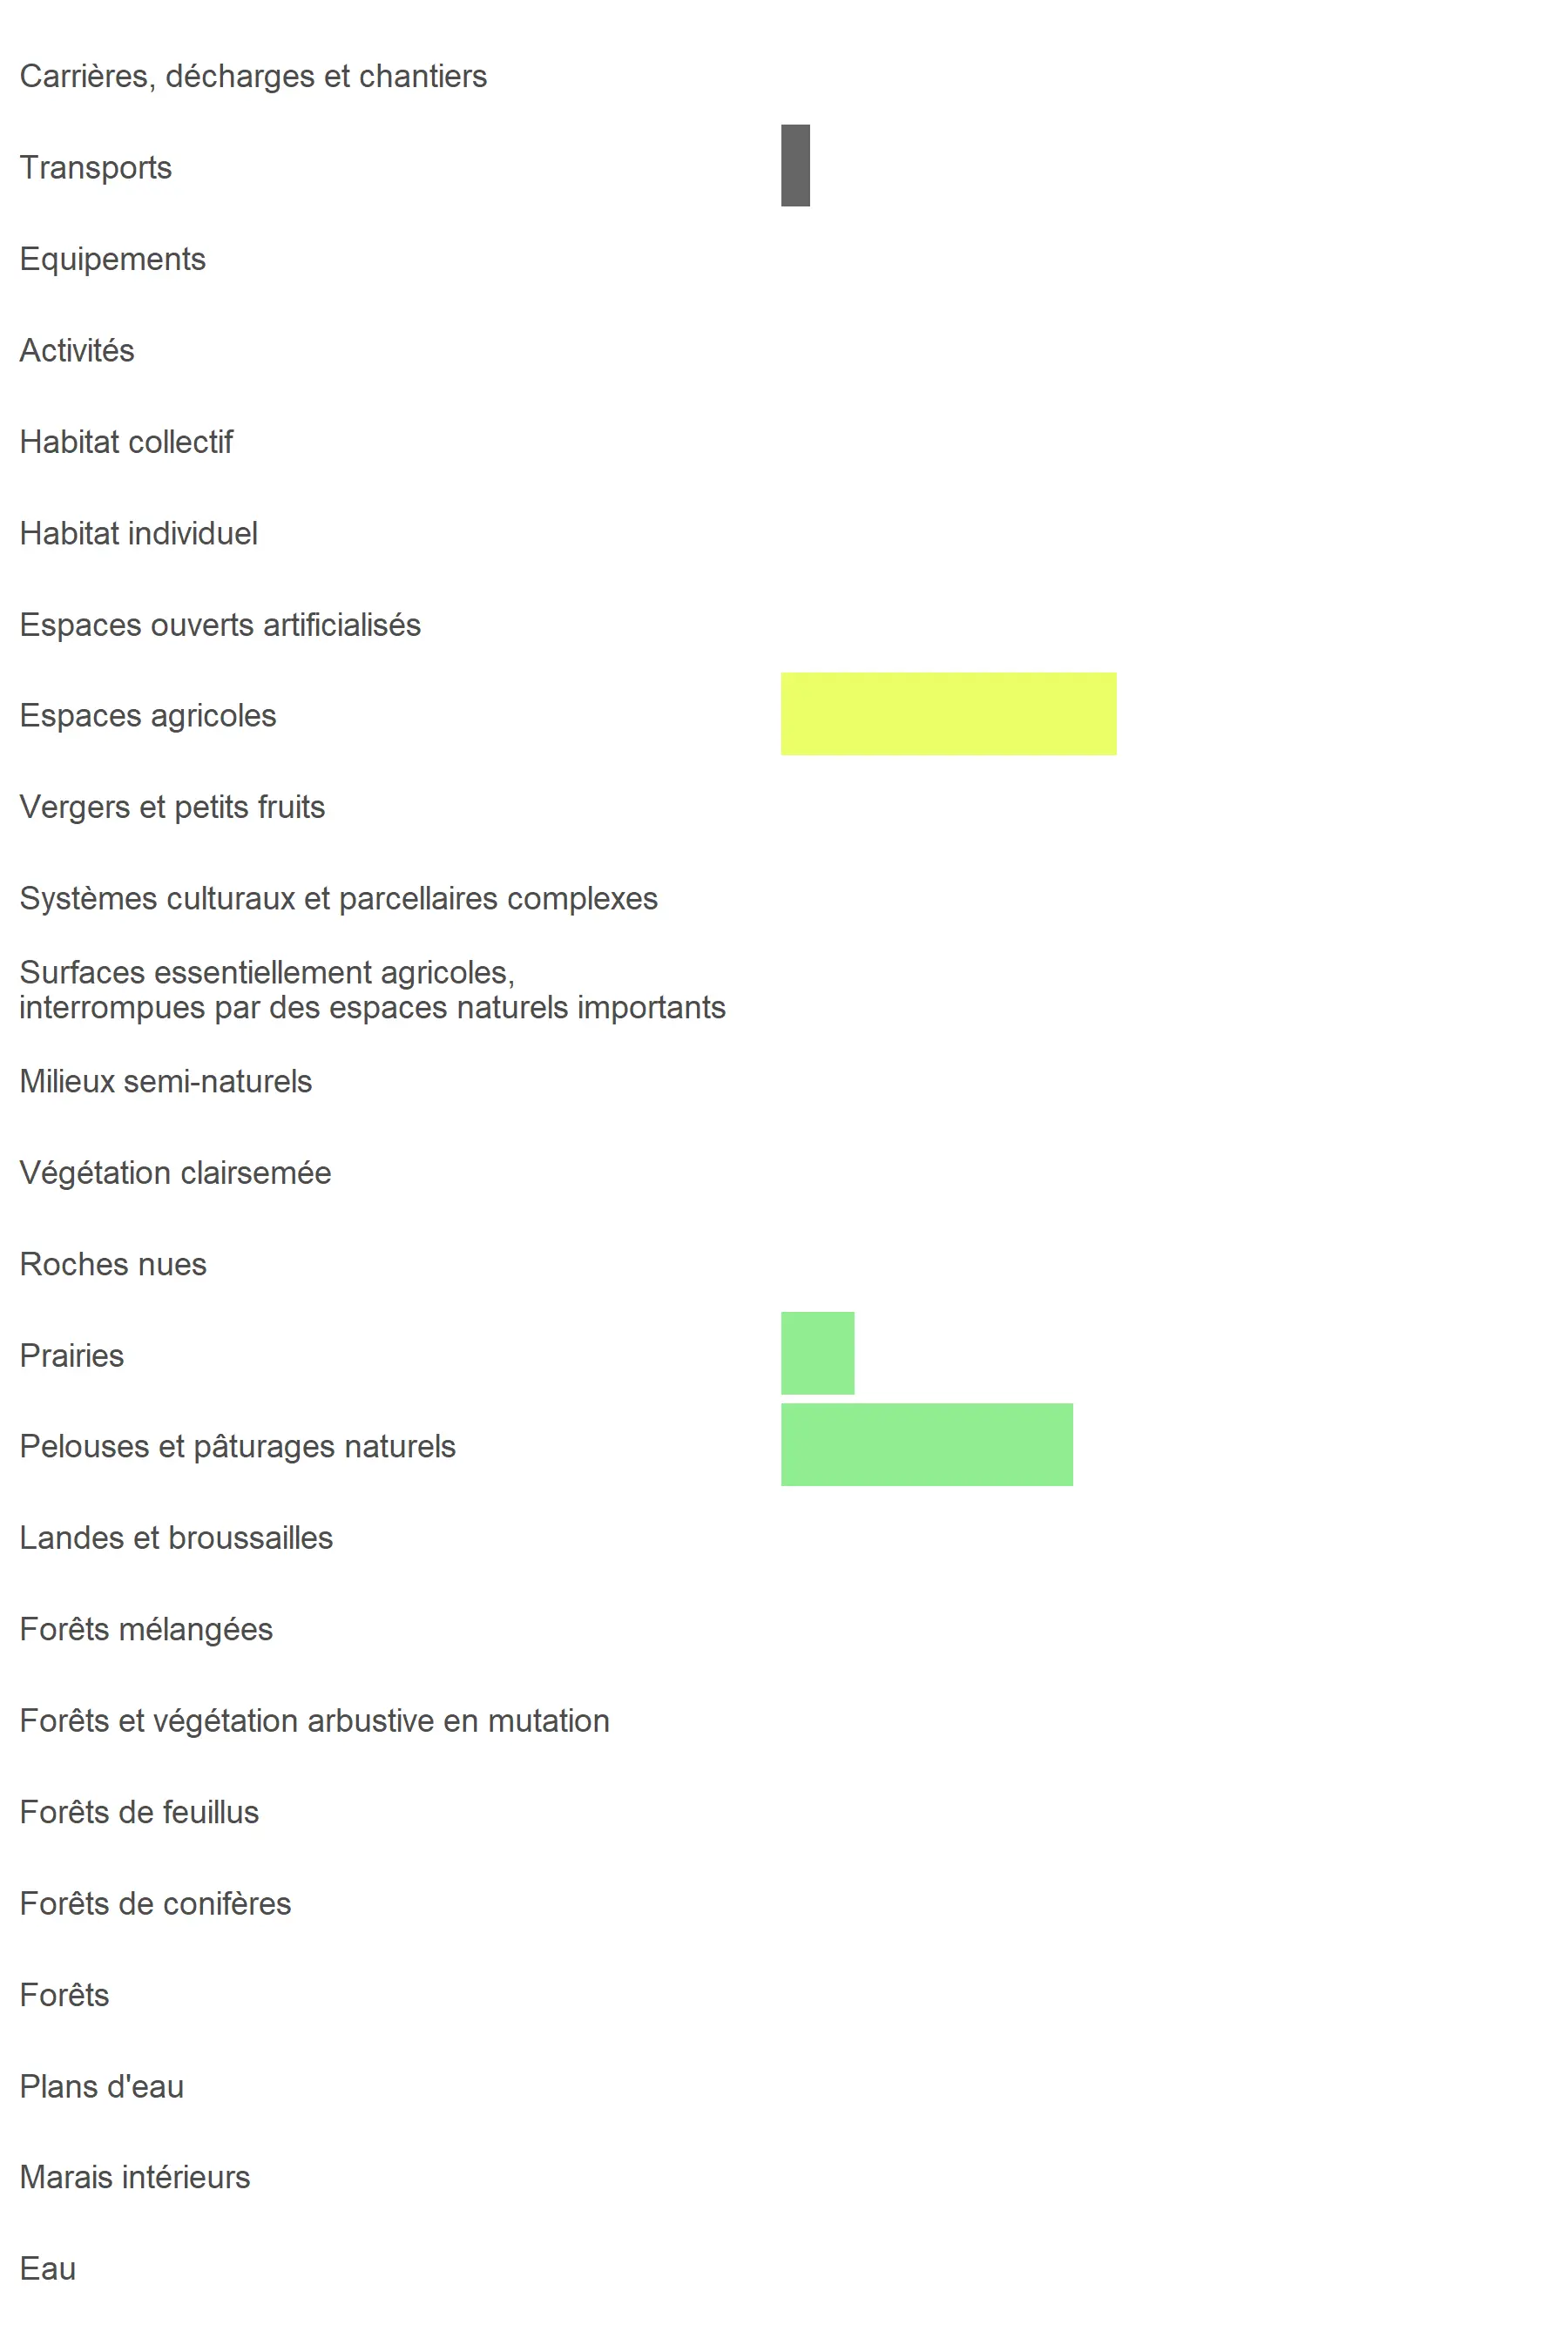 Carrières, décharges et chantiers
Transports
Equipements
Activités
Habitat collectif
Habitat individuel
Espaces ouverts artificialisés
Espaces agricoles
Vergers et petits fruits
Systèmes culturaux et parcellaires complexes
Surfaces essentiellement agricoles,
interrompues par des espaces naturels importants
Milieux semi-naturels
Végétation clairsemée
Roches nues
Prairies
Pelouses et pâturages naturels
Landes et broussailles
Forêts mélangées
Forêts et végétation arbustive en mutation
Forêts de feuillus
Forêts de conifères
Forêts
Plans d'eau
Marais intérieurs
Eau